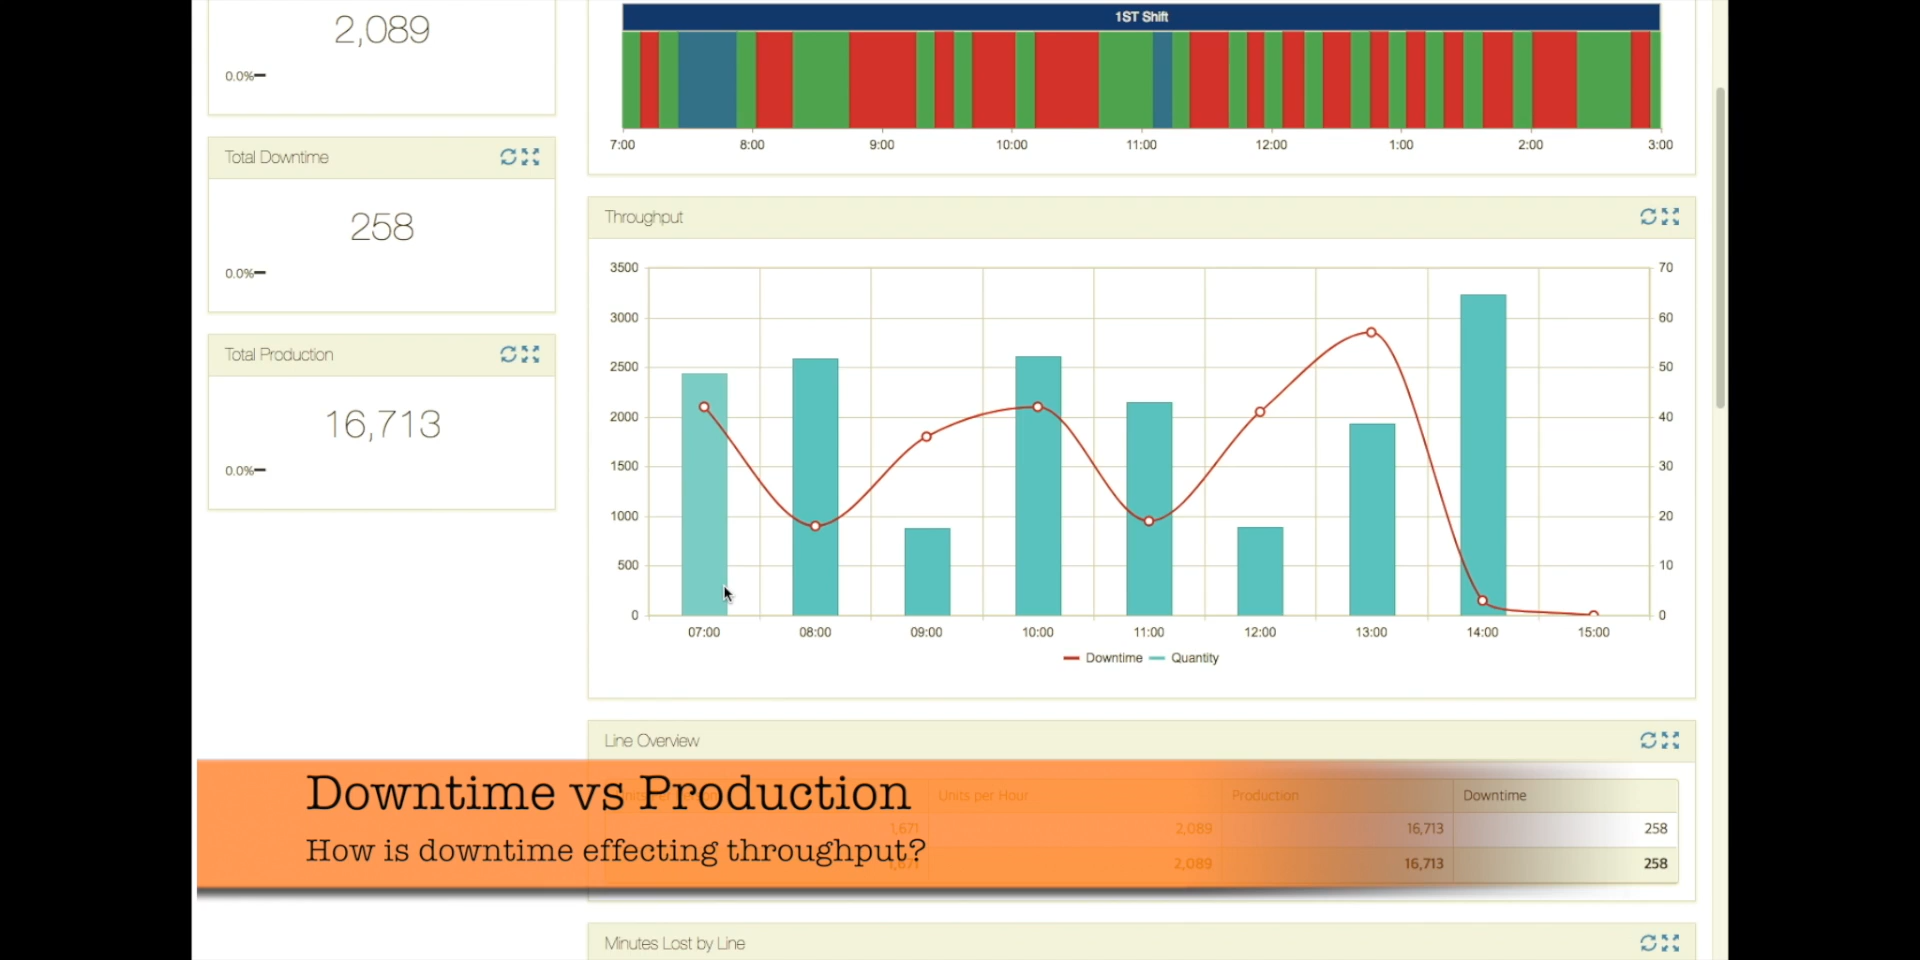 2,089
0.0%
Total Downtime
258
0.0%
Total Production
16,713
0.0%
1ST Shift
7:00 8:00 9:00 10:00 11:00 12:00 1:00 2:00 3:00
Throughput
3500 70
3000 60
2500 50
2000 40
1500 30
1000 20
500 10
0 0
07:00 08:00 09:00 10:00 11:00 12:00 13:00 14:00 15:00
Downtime Quantity
Line Overview
Units per Hour Production Downtime
1,671 2,089 16,713 258
1,671 2,089 16,713 258
Downtime vs Production
How is downtime effecting throughput?
Minutes Lost by Line